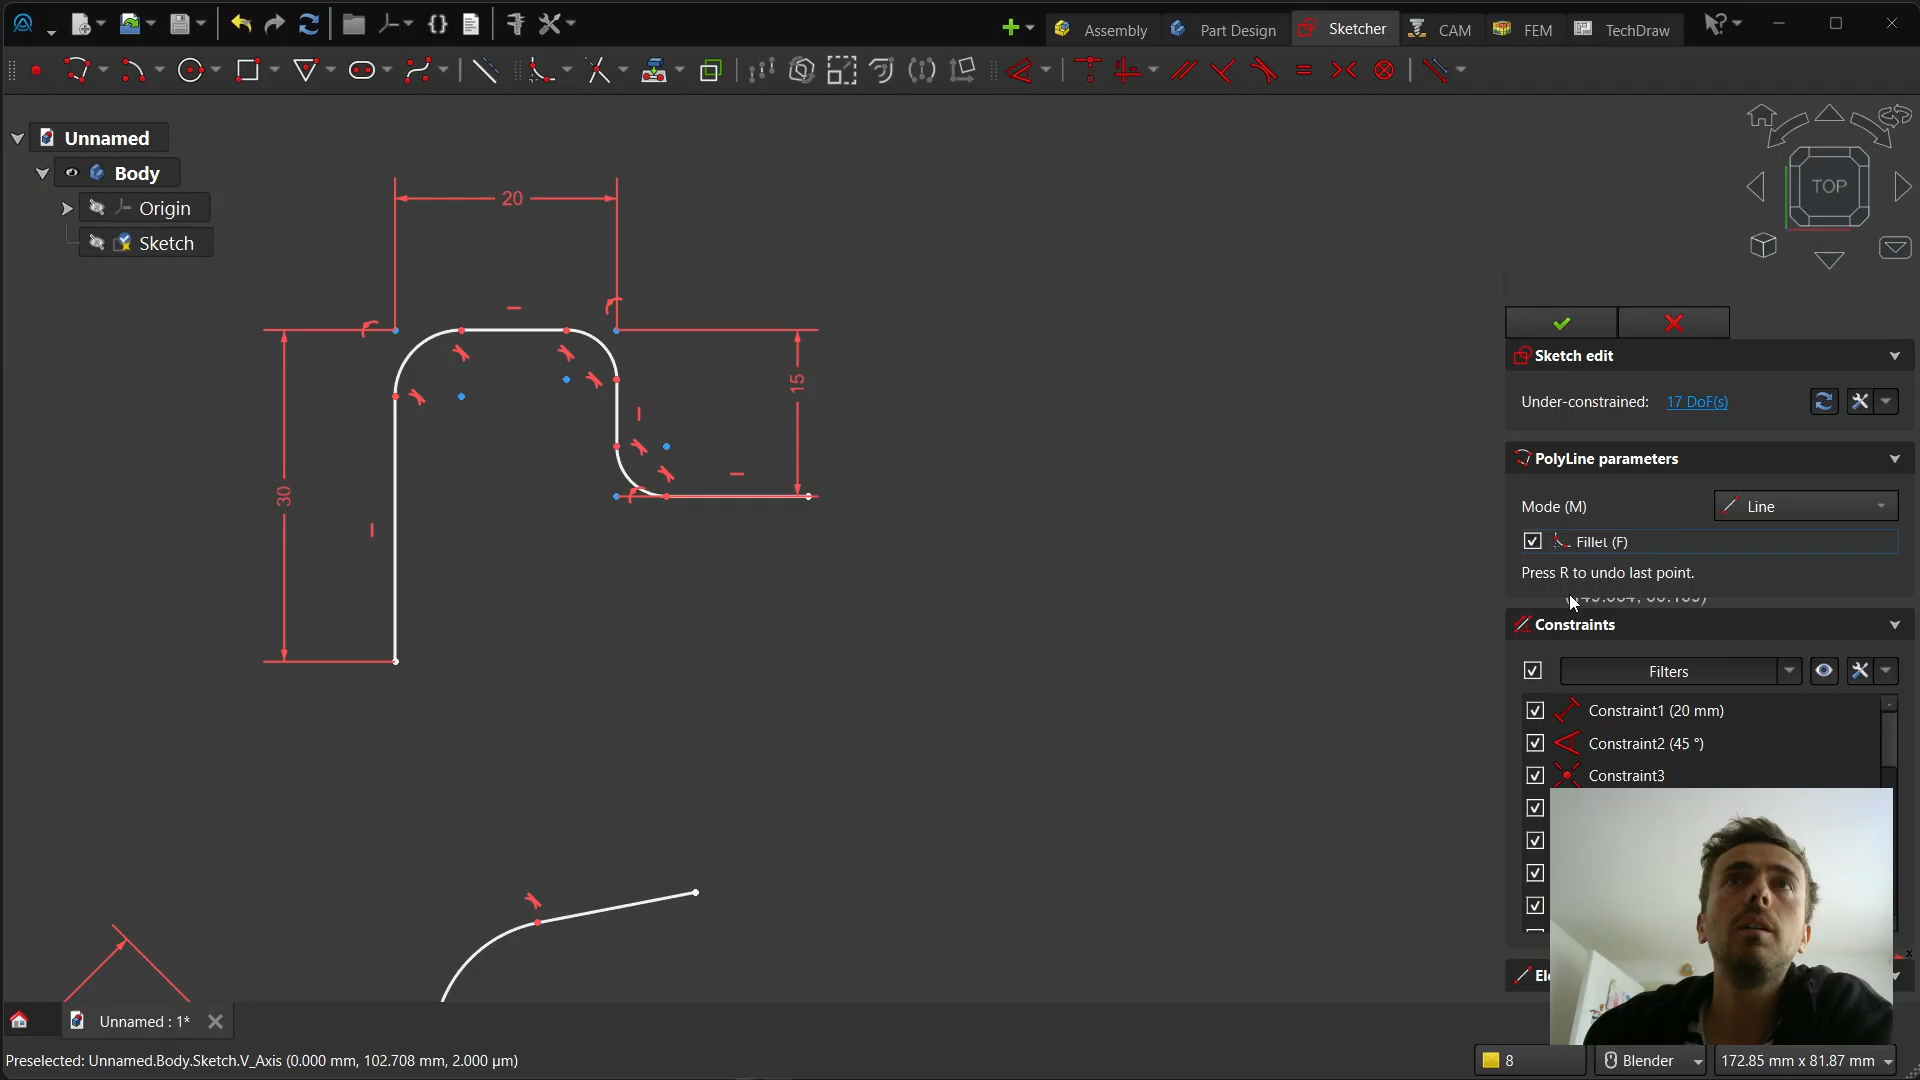 Assembly
Part Design
Sketcher
CAM
FEM
TechDraw
Unnamed
Body
Origin
Sketch
TOP
20
30
15
Sketch edit
Under-constrained: 17 DoF(s)
PolyLine parameters
Mode (M)
Line
Fillet (F)
Press R to undo last point.
Constraints
Filters
Constraint1 (20 mm)
Constraint2 (45 °)
Constraint3
Unnamed : 1*
Preselected: Unnamed.Body.Sketch.V_Axis (0.000 mm, 102.708 mm, 2.000 µm)
8
Blender
172.85 mm x 81.87 mm